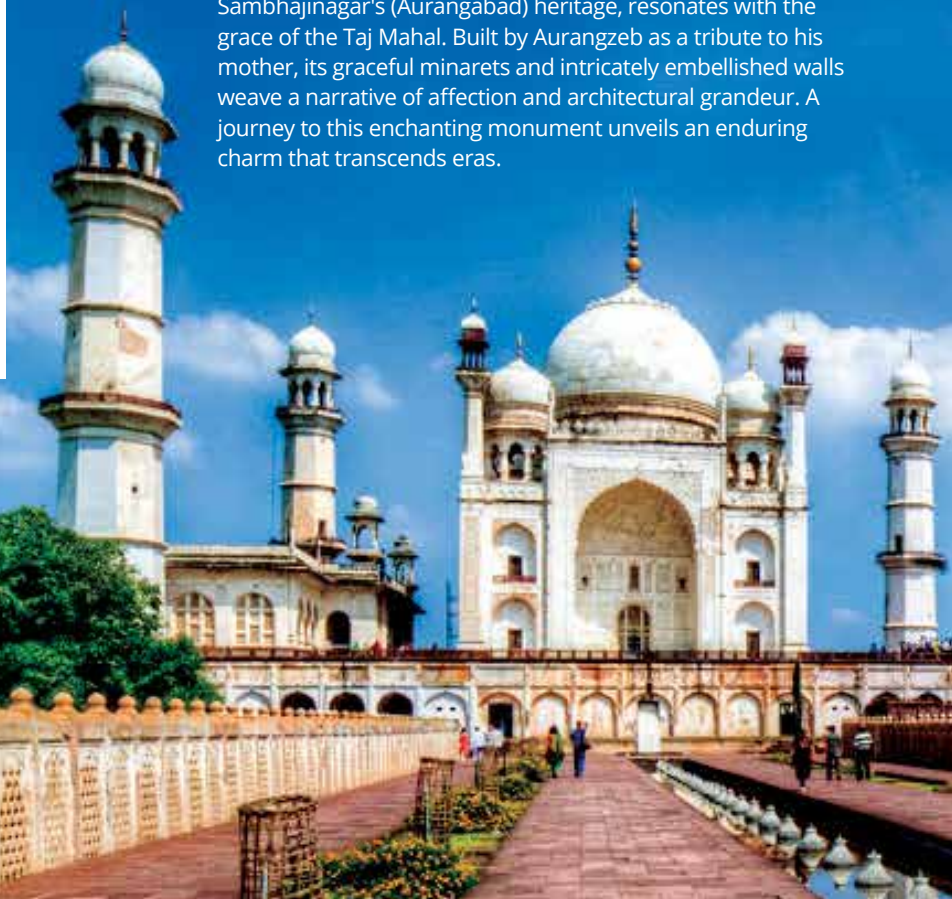 Sambhajinagar's (Aurangabad) heritage, resonates with the
grace of the Taj Mahal. Built by Aurangzeb as a tribute to his
mother, its graceful minarets and intricately embellished walls
weave a narrative of affection and architectural grandeur. A
journey to this enchanting monument unveils an enduring
charm that transcends eras.